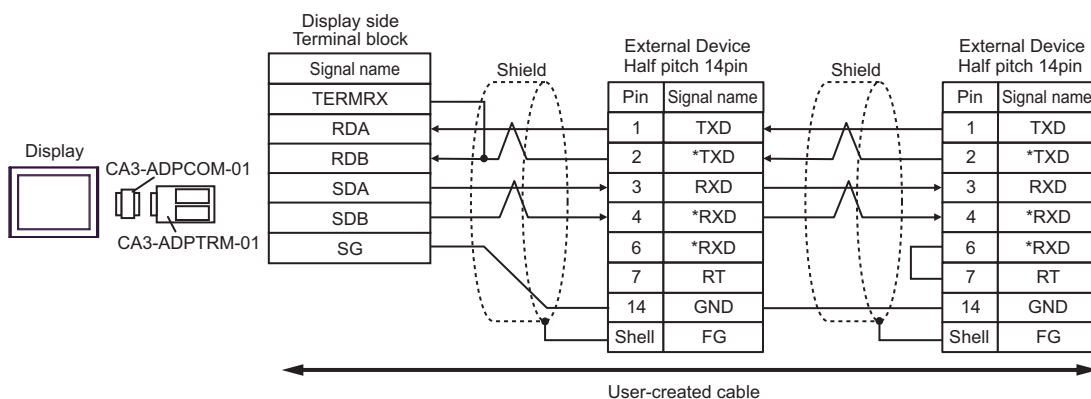 Display side
Terminal block
Signal name
TERMRX
RDA
RDB
SDA
SDB
SG
Display
CA3-ADPCOM-01
CA3-ADPTRM-01
Shield
External Device
Half pitch 14pin
Pin Signal name
1 TXD
2 *TXD
3 RXD
4 *RXD
6 *RXD
7 RT
14 GND
Shell FG
Shield
External Device
Half pitch 14pin
Pin Signal name
1 TXD
2 *TXD
3 RXD
4 *RXD
6 *RXD
7 RT
14 GND
Shell FG
User-created cable